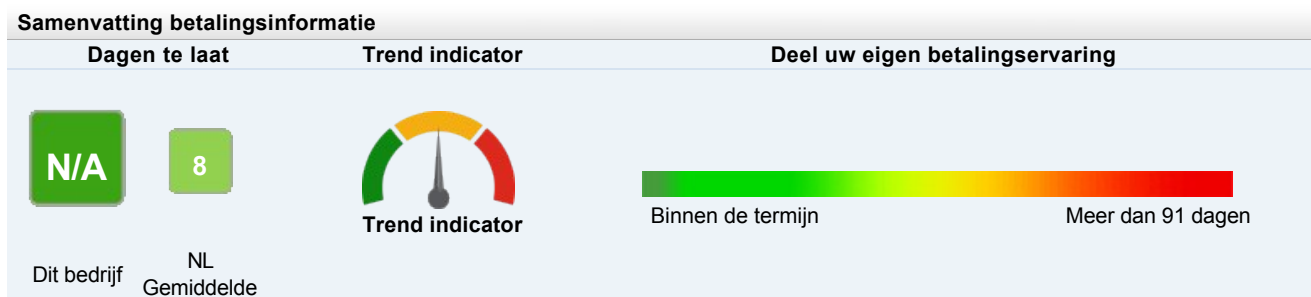 Samenvatting betalingsinformatie
Dagen te laat
Trend indicator
Deel uw eigen betalingservaring
N/A
8
Trend indicator
Binnen de termijn
Meer dan 91 dagen
Dit bedrijf
NL
Gemiddelde